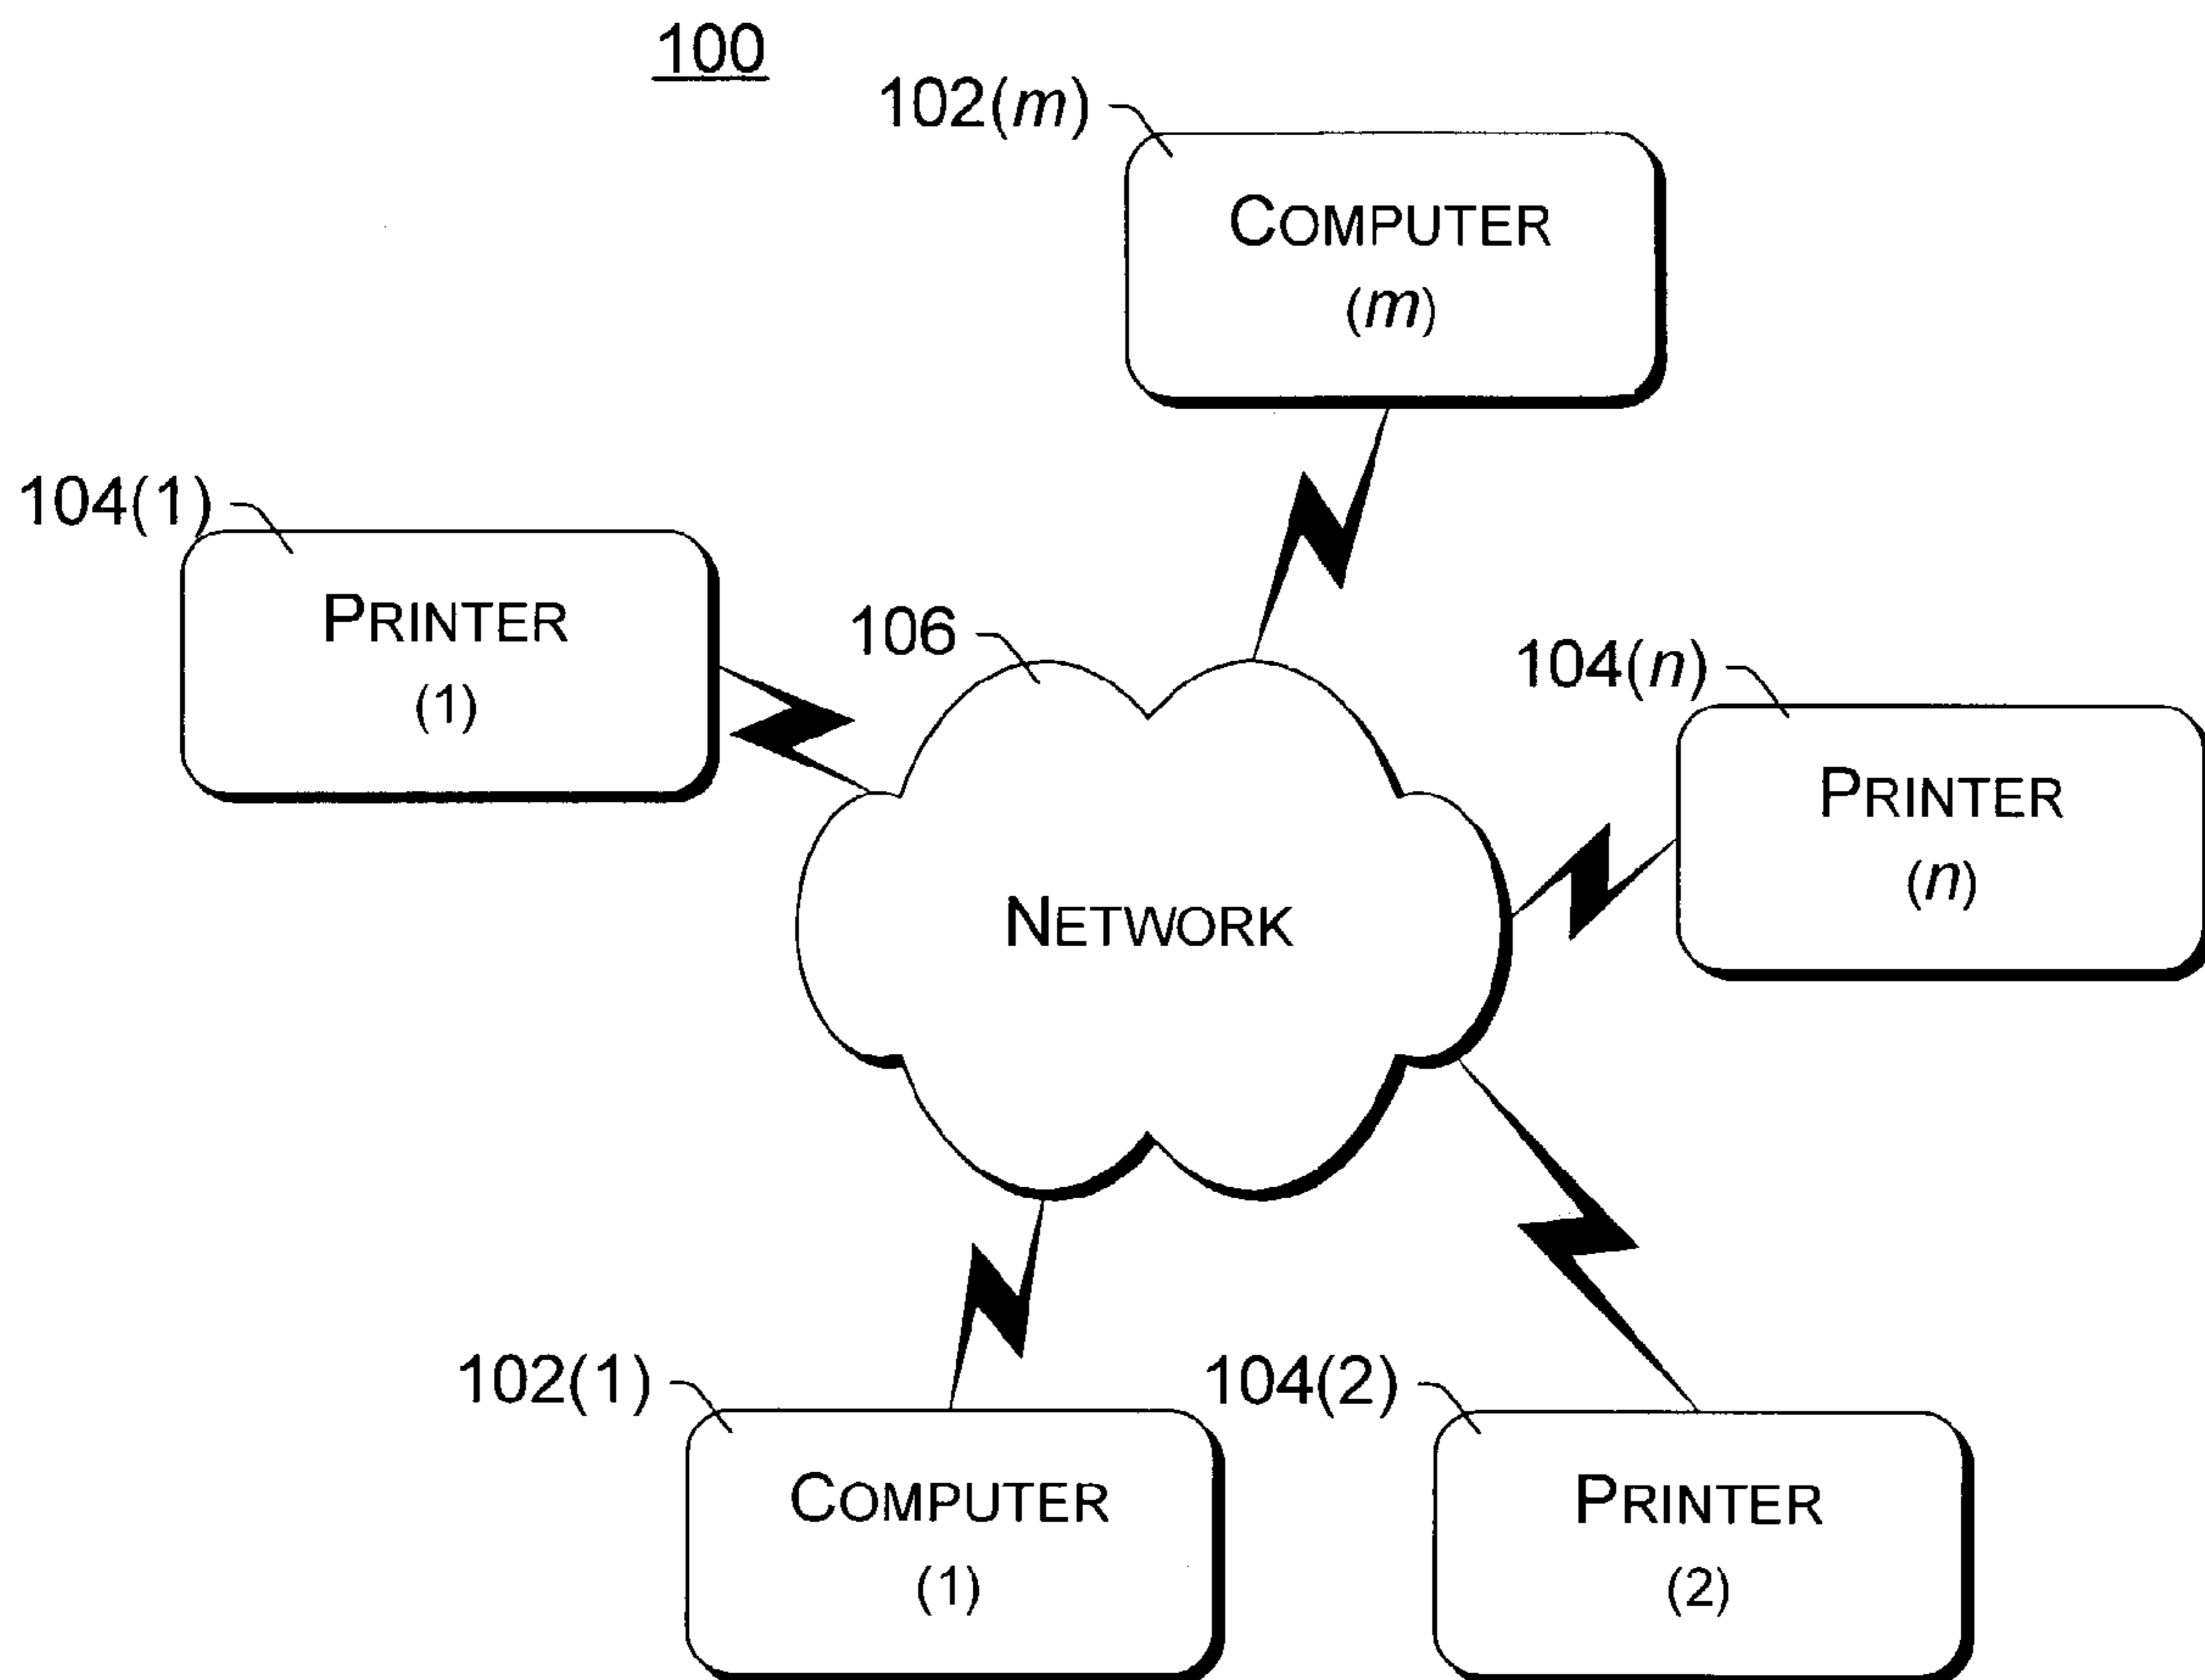 100
102(m)
COMPUTER
(m)
104(1)
PRINTER
(1)
106
104(n)
PRINTER
(n)
NETWORK
102(1)
COMPUTER
(1)
104(2)
PRINTER
(2)